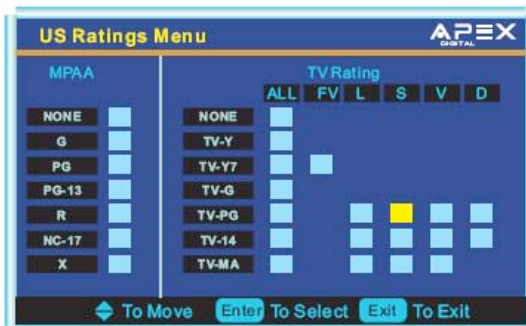 US Ratings Menu
APEX
DIGITAL
MPAA
TV Rating
ALL FV L S V D
NONE NONE
G TV-Y
PG TV-Y7
PG-13 TV-G
R TV-PG
NC-17 TV-14
X TV-MA
To Move Enter To Select Exit To Exit